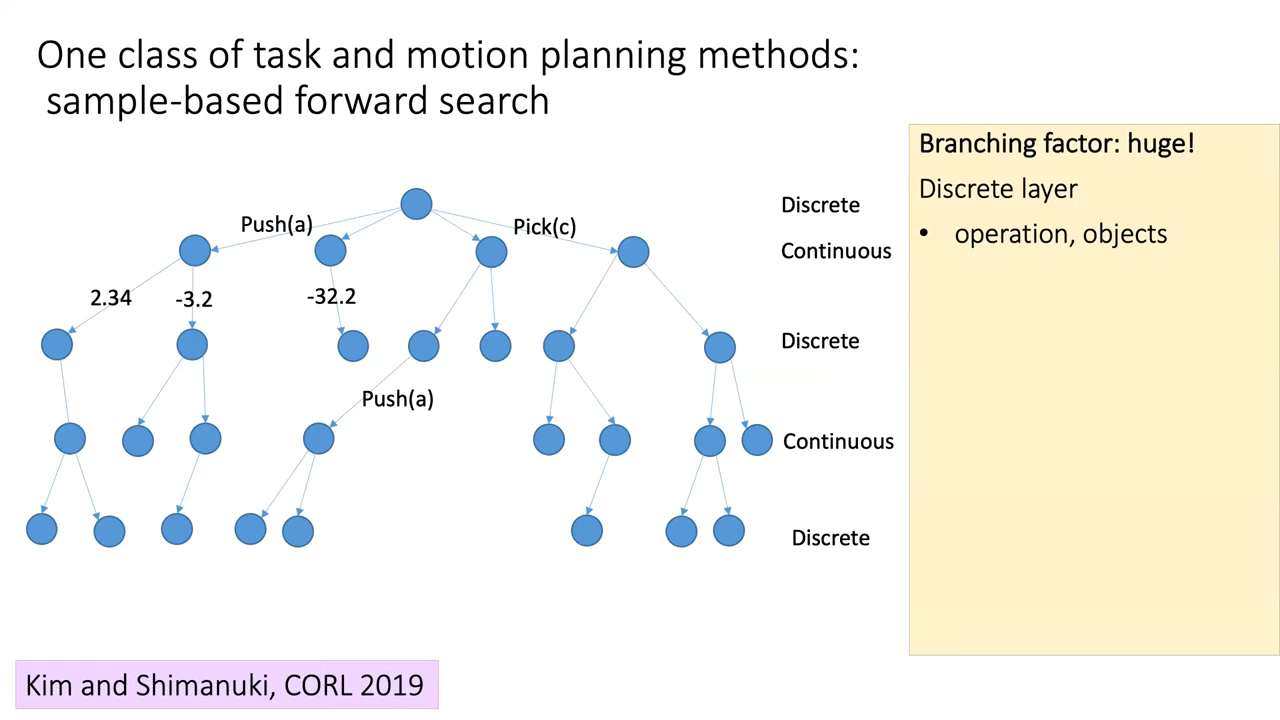 One class of task and motion planning methods:
sample-based forward search
Branching factor: huge!
Discrete layer
• operation, objects
Push(a)
Pick(c)
Discrete
Continuous
2.34
-3.2
-32.2
Discrete
Push(a)
Continuous
Discrete
Kim and Shimanuki, CORL 2019